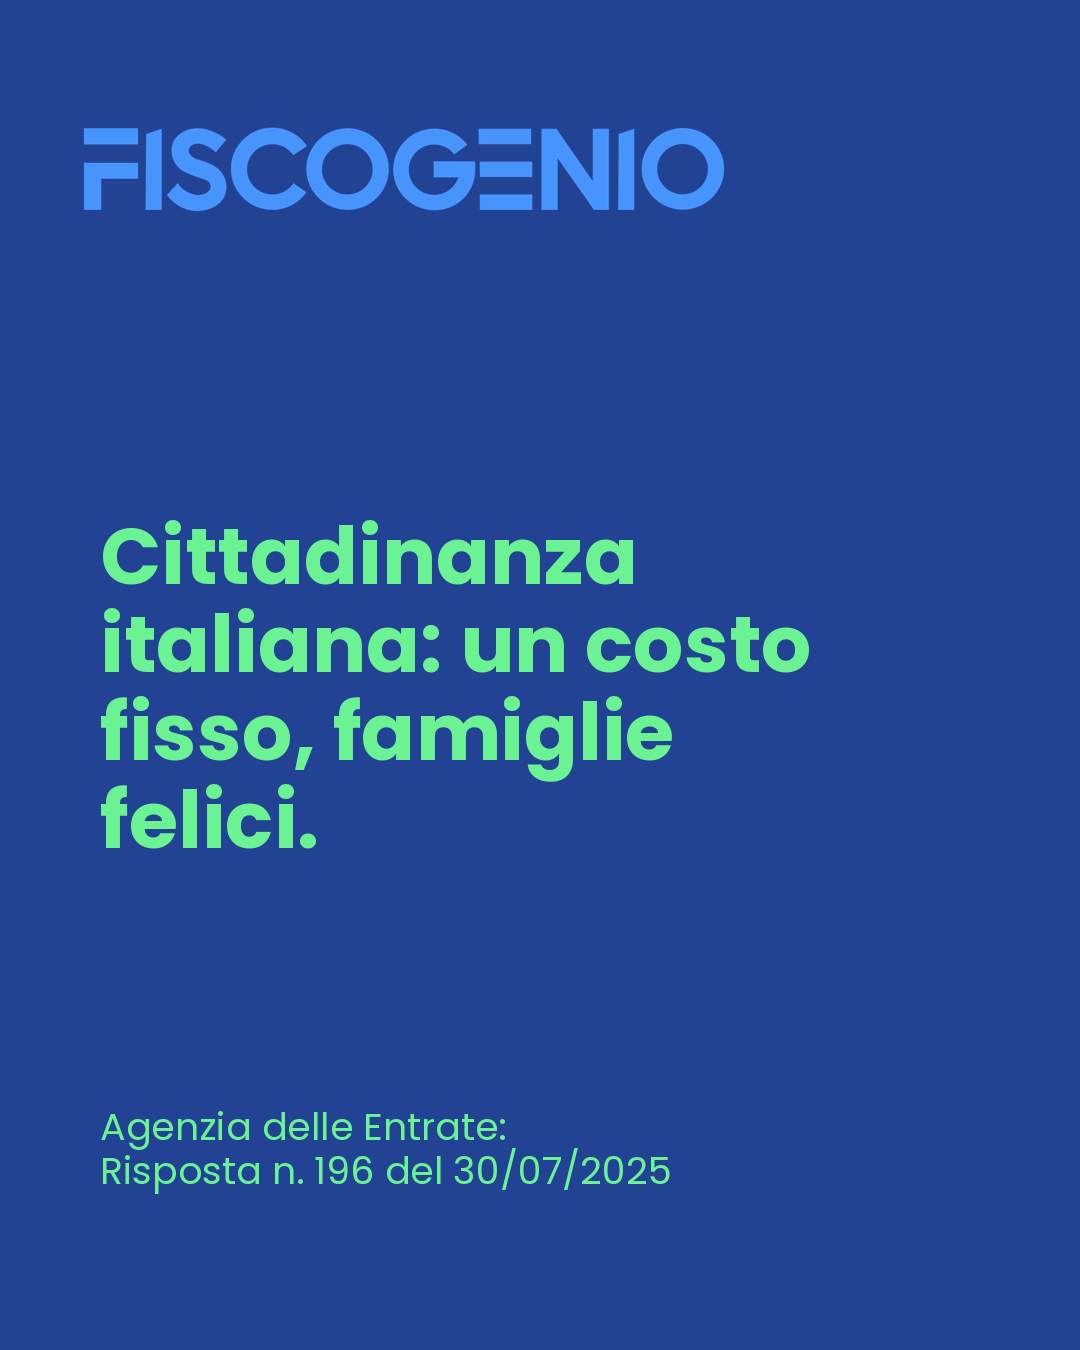 FISCOGENIO
Cittadinanza
italiana: un costo
fisso, famiglie
felici.
Agenzia delle Entrate:
Risposta n. 196 del 30/07/2025